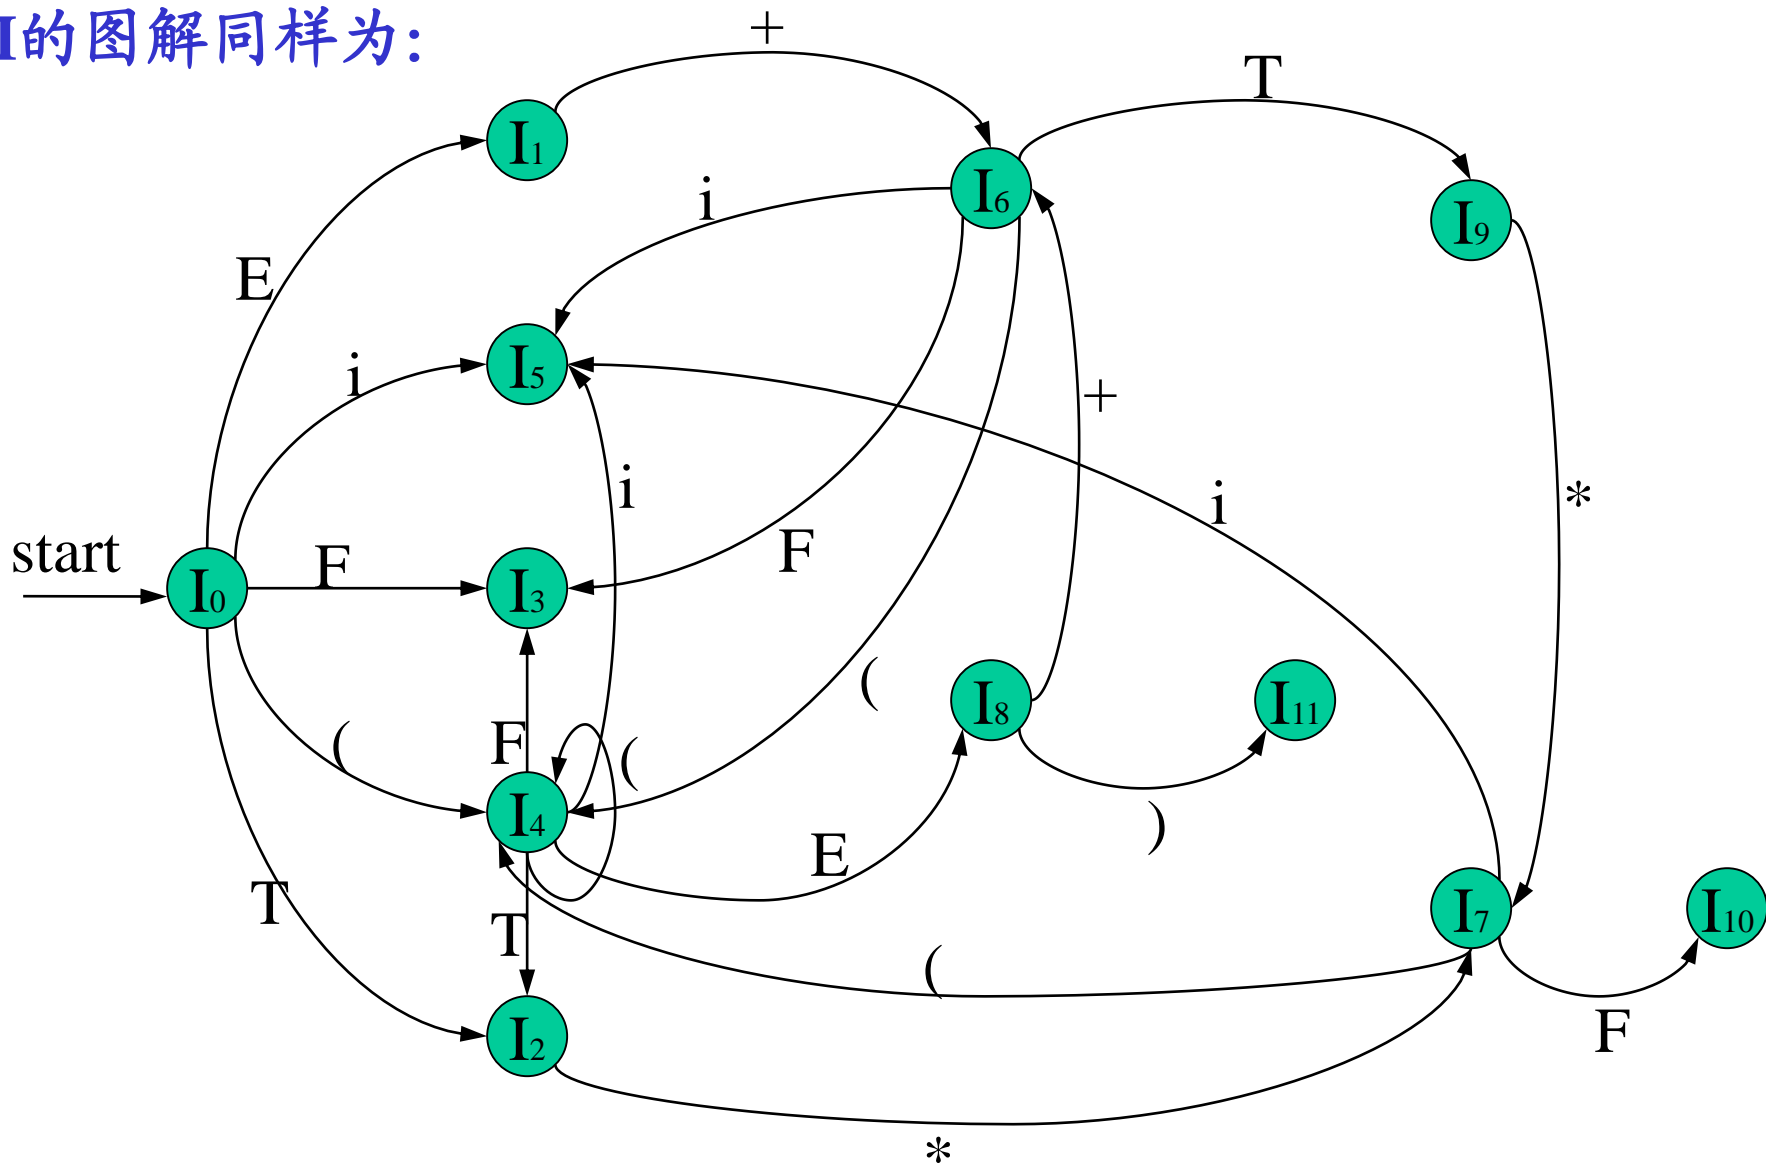 I的图解同样为:
+
T
I1
I6
i
I9
E
i
I5
+
i
i
*
start
F
F
I0
I3
(
I8
I11
(
F
(
I4
)
E
T
I7
I10
T
(
F
I2
*